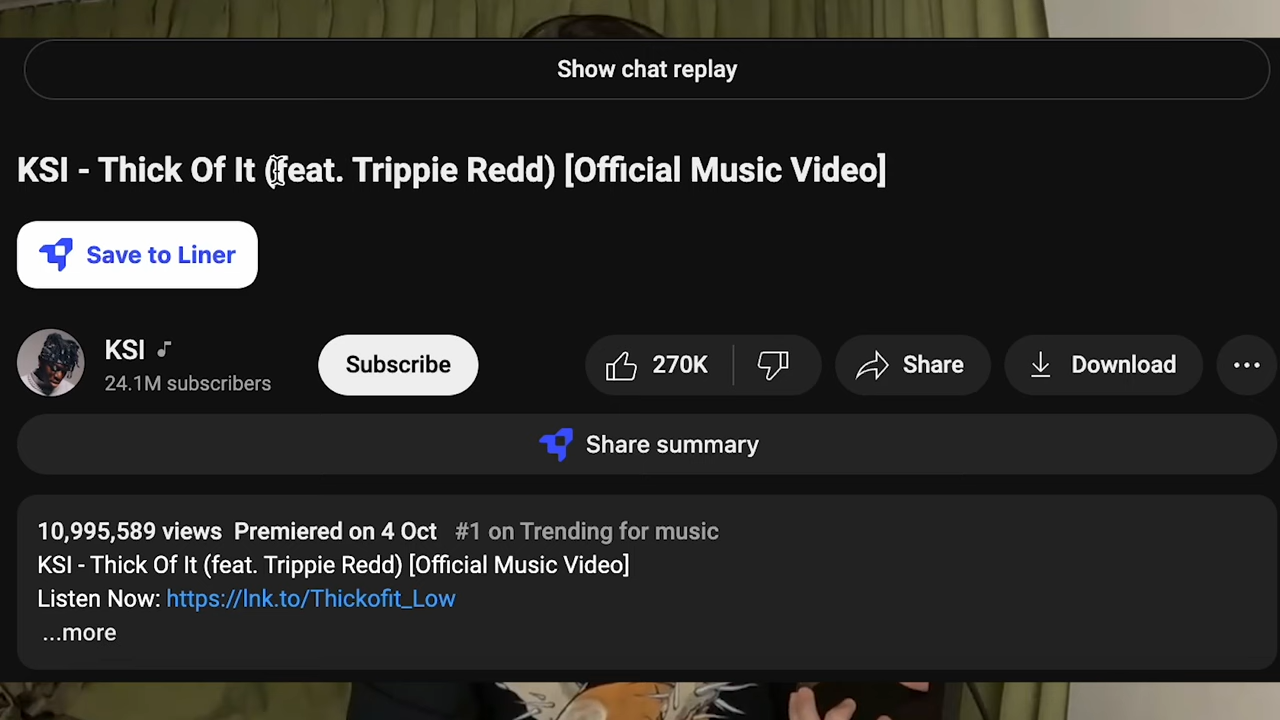 Show chat replay
KSI - Thick Of It (feat. Trippie Redd) [Official Music Video]
Save to Liner
KSI
24.1M subscribers
Subscribe
270K
Share
Download
Share summary
10,995,589 views Premiered on 4 Oct #1 on Trending for music
KSI - Thick Of It (feat. Trippie Redd) [Official Music Video]
Listen Now: https://lnk.to/Thickofit_Low
...more